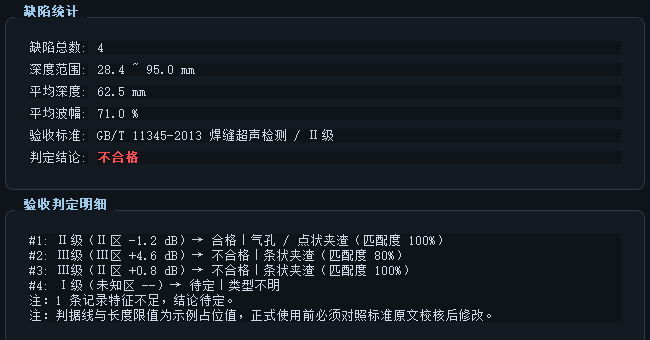 缺陷统计
缺陷总数: 4
深度范围: 28.4 ~ 95.0 mm
平均深度: 62.5 mm
平均波幅: 71.0 %
验收标准: GB/T 11345-2013 焊缝超声检测 / Ⅱ级
判定结论: 不合格
验收判定明细
#1: Ⅱ级（Ⅱ区 -1.2 dB）→ 合格｜气孔 / 点状夹渣（匹配度 100%）
#2: Ⅲ级（Ⅲ区 +4.6 dB）→ 不合格｜条状夹渣（匹配度 80%）
#3: Ⅲ级（Ⅱ区 +0.8 dB）→ 不合格｜条状夹渣（匹配度 100%）
#4: Ⅰ级（未知区 --）→ 待定｜类型不明
注：1 条记录特征不足，结论待定。
注：判据线与长度限值为示例占位值，正式使用前必须对照标准原文校核后修改。